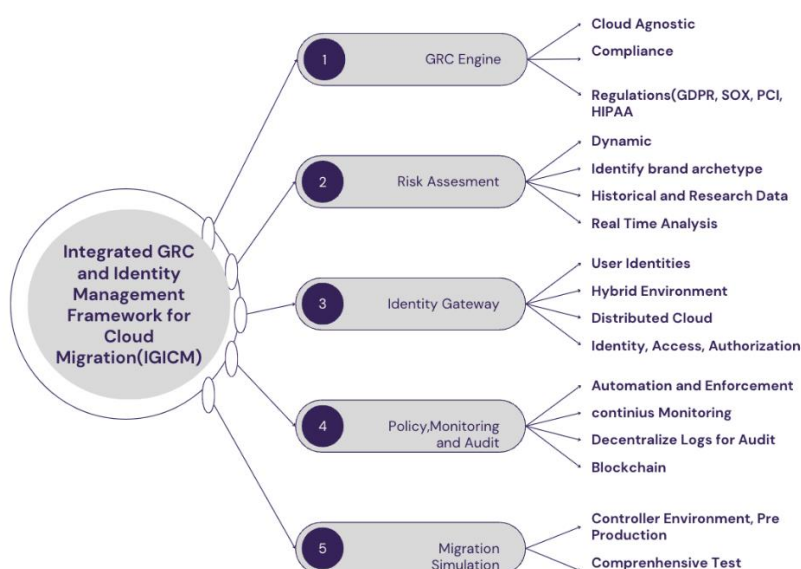 Integrated GRC
and Identity
Management
Framework for
Cloud
Migration(IGICM)
1
GRC Engine
Cloud Agnostic
Compliance
Regulations(GDPR, SOX, PCI,
HIPAA
2
Risk Assesment
Dynamic
Identify brand archetype
Historical and Research Data
Real Time Analysis
3
Identity Gateway
User Identities
Hybrid Environment
Distributed Cloud
Identity, Access, Authorization
4
Policy,Monitoring
and Audit
Automation and Enforcement
continius Monitoring
Decentralize Logs for Audit
Blockchain
5
Migration
Simulation
Controller Environment, Pre
Production
Comprenhensive Test